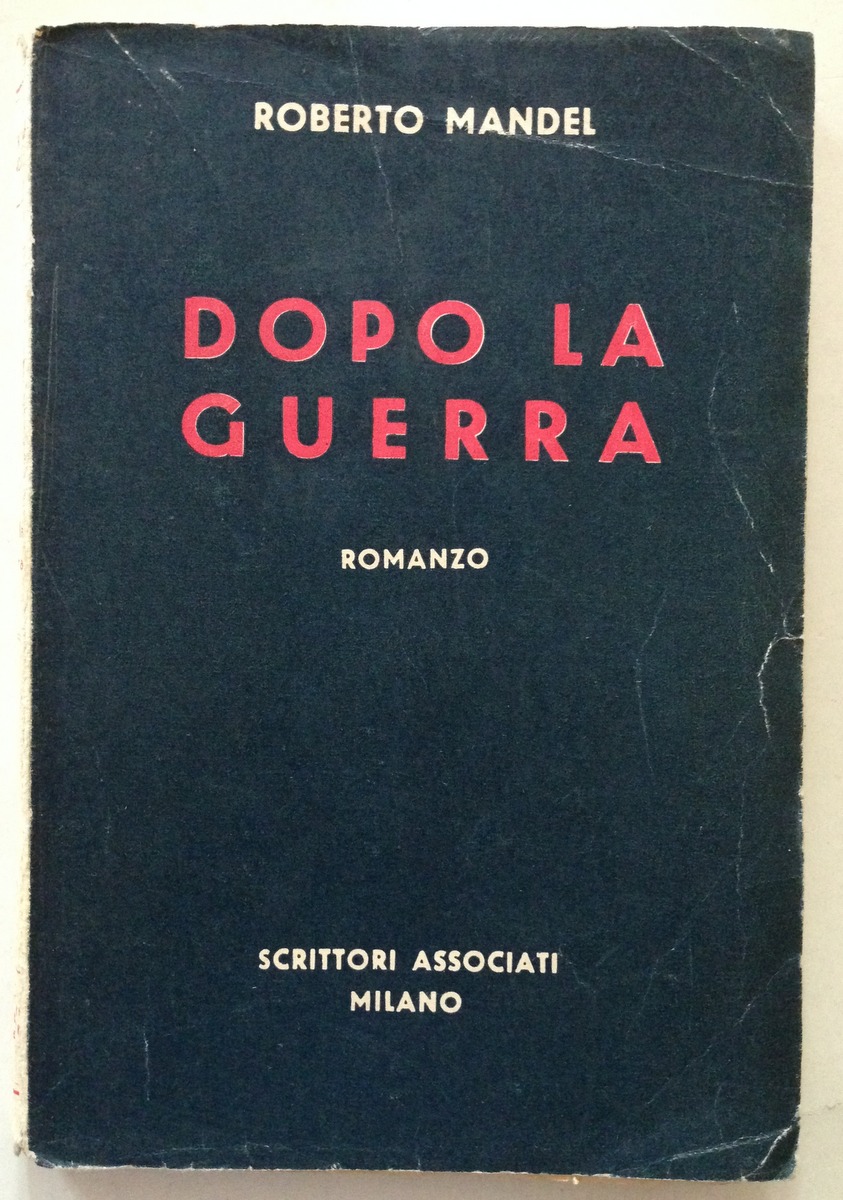 ROBERTO MANDEL
DOPO LA
GUERRA
ROMANZO
SCRITTORI ASSOCIATI
MILANO